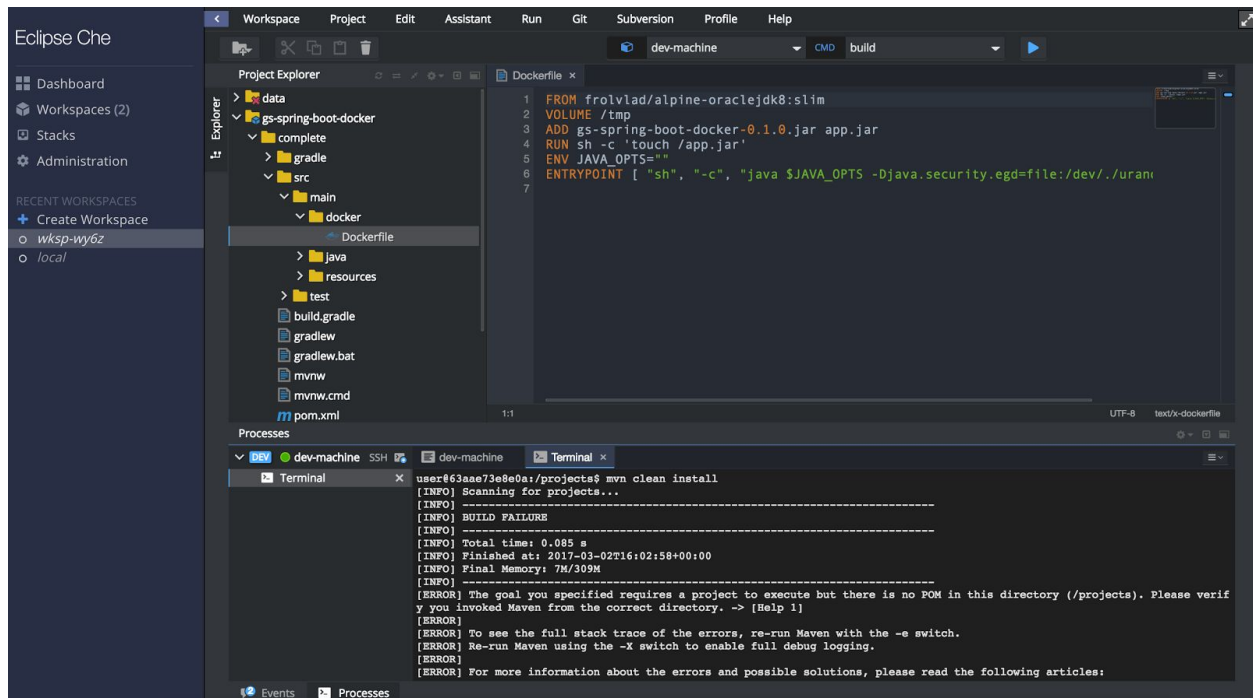 Eclipse Che
Dashboard
Workspaces (2)
Stacks
Administration
RECENT WORKSPACES
Create Workspace
wksp-wy6z
local
Workspace Project Edit Assistant Run Git Subversion Profile Help
dev-machine CMD build
Explorer
Project Explorer
data
gs-spring-boot-docker
complete
gradle
src
main
docker
Dockerfile
java
resources
test
build.gradle
gradlew
gradlew.bat
mvnw
mvnw.cmd
m pom.xml
Dockerfile ×
1 FROM frolvlad/alpine-oraclejdk8:slim
2 VOLUME /tmp
3 ADD gs-spring-boot-docker-0.1.0.jar app.jar
4 RUN sh -c 'touch /app.jar'
5 ENV JAVA_OPTS=""
6 ENTRYPOINT [ "sh", "-c", "java $JAVA_OPTS -Djava.security.egd=file:/dev/./uranc
7
1:1 UTF-8 text/x-dockerfile
Processes
DEV dev-machine SSH
Terminal ×
dev-machine Terminal ×
user@63aae73e8e0a:/projects$ mvn clean install
[INFO] Scanning for projects...
[INFO] ------------------------------------------------------------------------
[INFO] BUILD FAILURE
[INFO] ------------------------------------------------------------------------
[INFO] Total time: 0.085 s
[INFO] Finished at: 2017-03-02T16:02:58+00:00
[INFO] Final Memory: 7M/309M
[INFO] ------------------------------------------------------------------------
[ERROR] The goal you specified requires a project to execute but there is no POM in this directory (/projects). Please verif
y you invoked Maven from the correct directory. -> [Help 1]
[ERROR]
[ERROR] To see the full stack trace of the errors, re-run Maven with the -e switch.
[ERROR] Re-run Maven using the -X switch to enable full debug logging.
[ERROR]
[ERROR] For more information about the errors and possible solutions, please read the following articles:
2 Events Processes